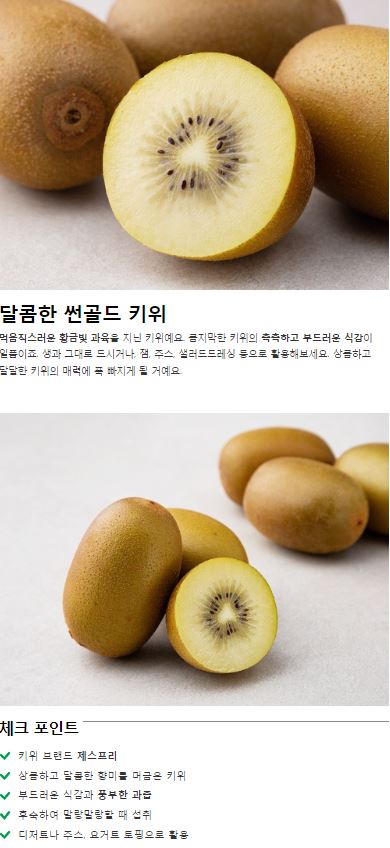 달콤한 썬골드 키위
먹음직스러운 황금빛 과육을 지닌 키위예요. 큼지막한 키위의 촉촉하고 부드러운 식감이
일품이죠. 생과 그대로 드시거나, 잼, 주스, 샐러드드레싱 등으로 활용해보세요. 상큼하고
달달한 키위의 매력에 푹 빠지게 될 거예요.
체크 포인트
키위 브랜드 제스프리
상큼하고 달콤한 향미를 머금은 키위
부드러운 식감과 풍부한 과즙
후숙하여 말랑말랑할 때 섭취
디저트나 주스, 요거트 토핑으로 활용